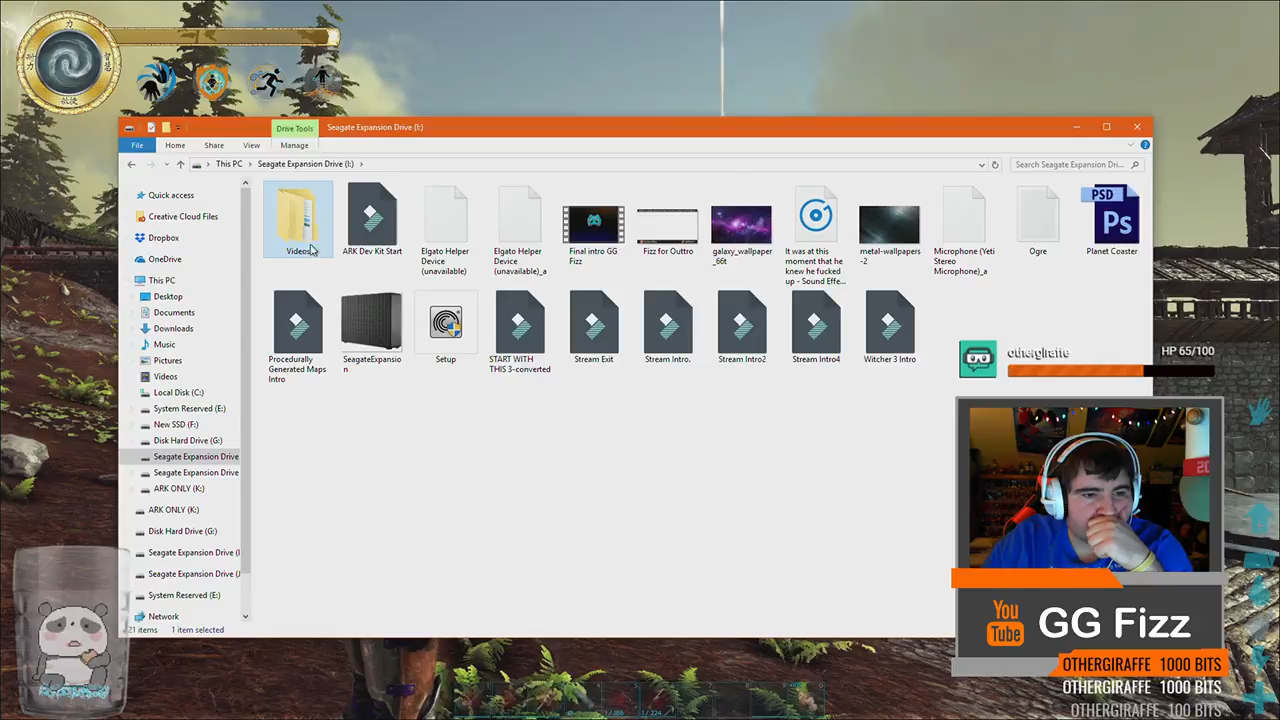 Drive Tools
Seagate Expansion Drive (I:)
File
Home
Share
View
Manage
This PC
Seagate Expansion Drive (I:)
Search Seagate Expansion Dri...
Quick access
Creative Cloud Files
Dropbox
OneDrive
This PC
Desktop
Documents
Downloads
Music
Pictures
Videos
Local Disk (C:)
System Reserved (E:)
New SSD (F:)
Disk Hard Drive (G:)
Seagate Expansion Drive
Seagate Expansion Drive
ARK ONLY (K:)
ARK ONLY (K:)
Disk Hard Drive (G:)
Seagate Expansion Drive (I
Seagate Expansion Drive (J
System Reserved (E:)
Network
21 items
1 item selected
Videos
ARK Dev Kit Start
Elgato Helper
Device
(unavailable)
Elgato Helper
Device
(unavailable)_a
Final intro GG
Fizz
Fizz for Outtro
galaxy_wallpaper
_66t
It was at this
moment that he
knew he fucked
up - Sound Effe...
metal-wallpapers
-2
Microphone (Yeti
Stereo
Microphone)_a
Ogre
PSD
Ps
Planet Coaster
Procedurally
Generated Maps
Intro
SeagateExpansio
n
Setup
START WITH
THIS 3-converted
Stream Exit
Stream Intro.
Stream Intro2
Stream Intro4
Witcher 3 Intro
othergiraffe
HP 65/100
You
Tube
GG Fizz
OTHERGIRAFFE 1000 BITS
OTHERGIRAFFE 1000 BITS
OTHERGIRAFFE 100 BITS